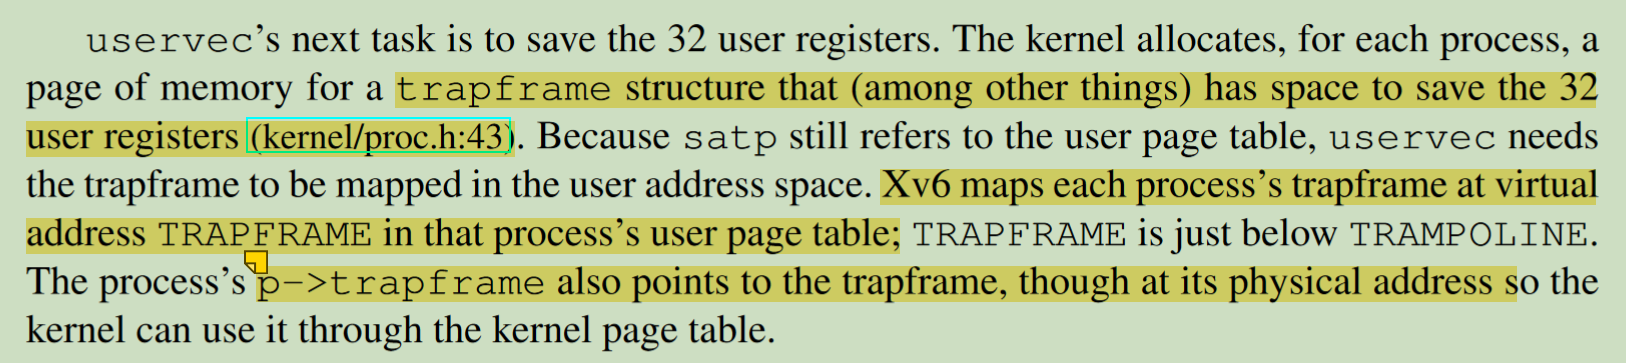 uservec’s next task is to save the 32 user registers. The kernel allocates, for each process, a
page of memory for a trapframe structure that (among other things) has space to save the 32
user registers (kernel/proc.h:43). Because satp still refers to the user page table, uservec needs
the trapframe to be mapped in the user address space. Xv6 maps each process’s trapframe at virtual
address TRAPFRAME in that process’s user page table; TRAPFRAME is just below TRAMPOLINE.
The process’s p->trapframe also points to the trapframe, though at its physical address so the
kernel can use it through the kernel page table.